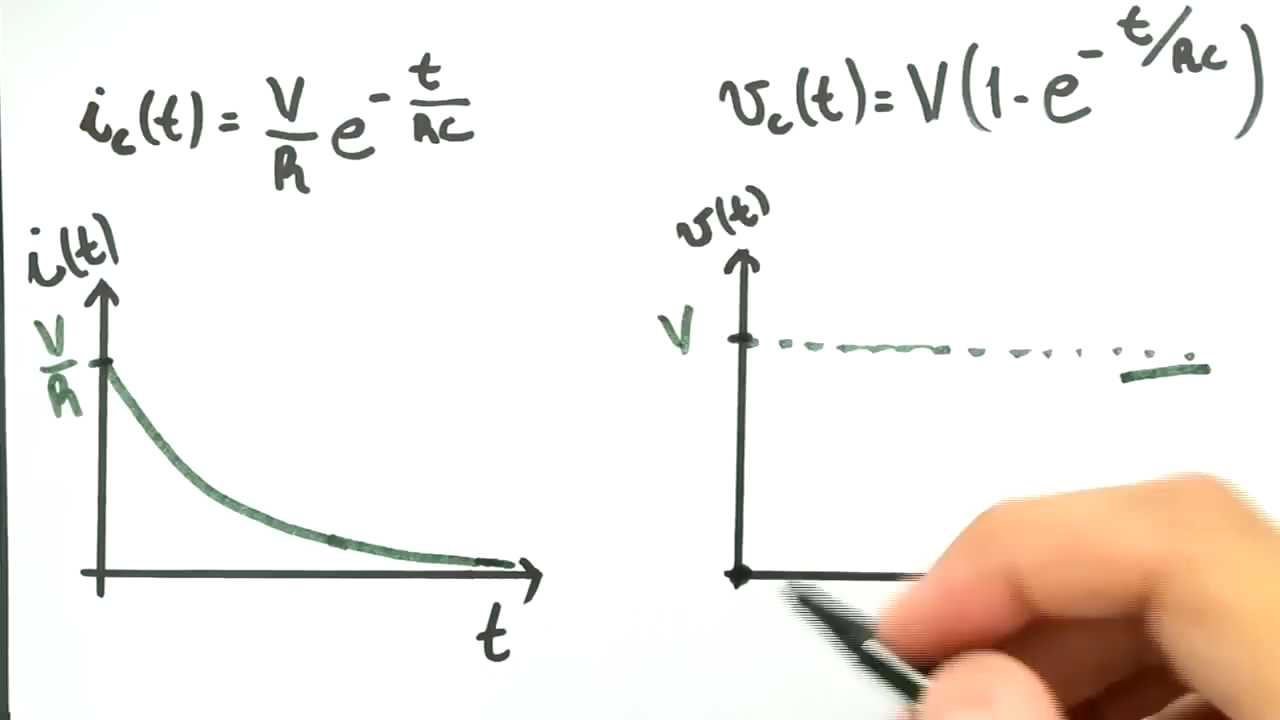 i_c(t) = V/R e^(-t/RC)
v_c(t) = V(1 - e^(-t/RC))
i(t)
V/R
t
v(t)
V